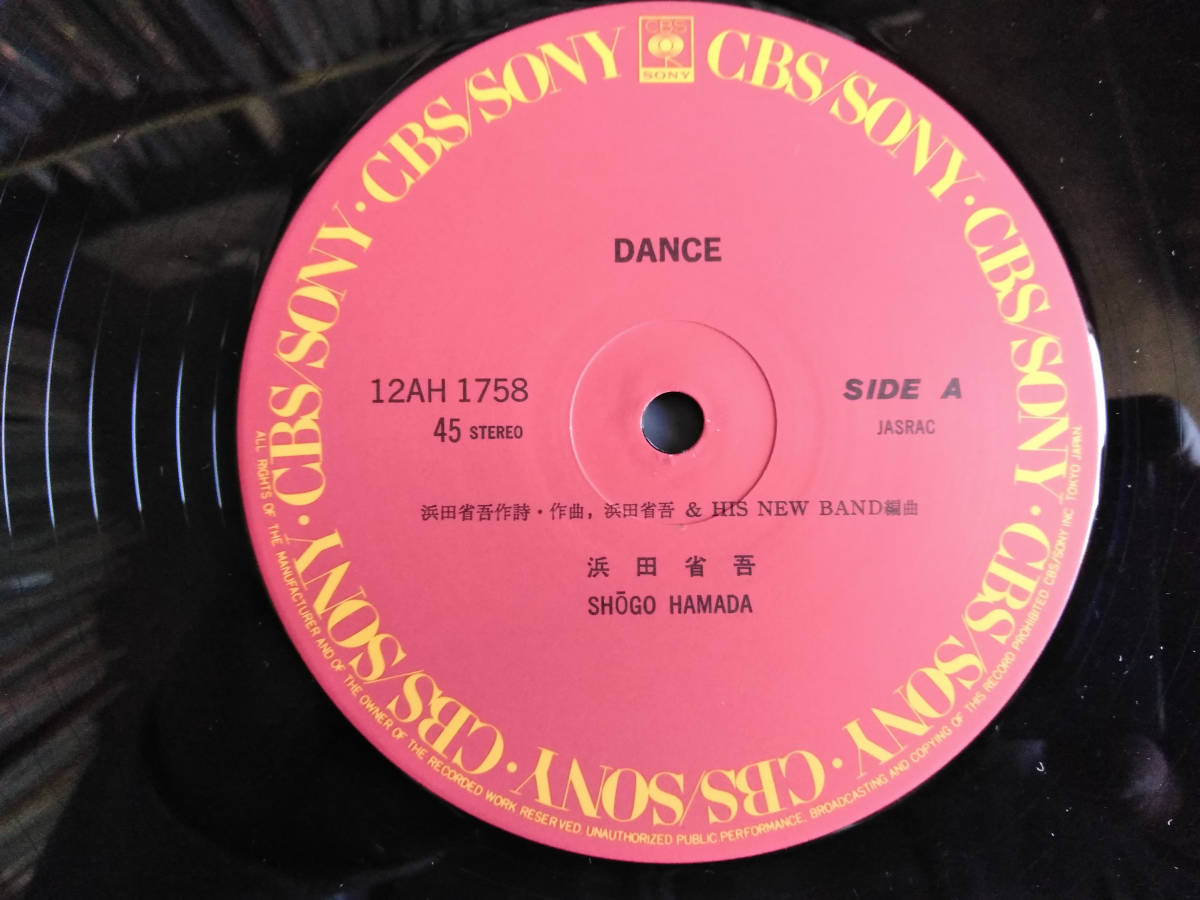 CBS
SONY
CBS/SONY · CBS/SONY · CBS/SONY · CBS/SONY · CBS/SONY · CBS/SONY · CBS/SONY · CBS/SONY
DANCE
12AH 1758
SIDE A
45 STEREO
JASRAC
浜田省吾作詩・作曲, 浜田省吾 & HIS NEW BAND編曲
浜田省吾
SHŌGO HAMADA
ALL RIGHTS OF THE MANUFACTURER AND OF THE OWNER OF THE RECORDED WORK RESERVED. UNAUTHORIZED PUBLIC PERFORMANCE, BROADCASTING AND COPYING OF THIS RECORD PROHIBITED. CBS/SONY INC. TOKYO JAPAN.